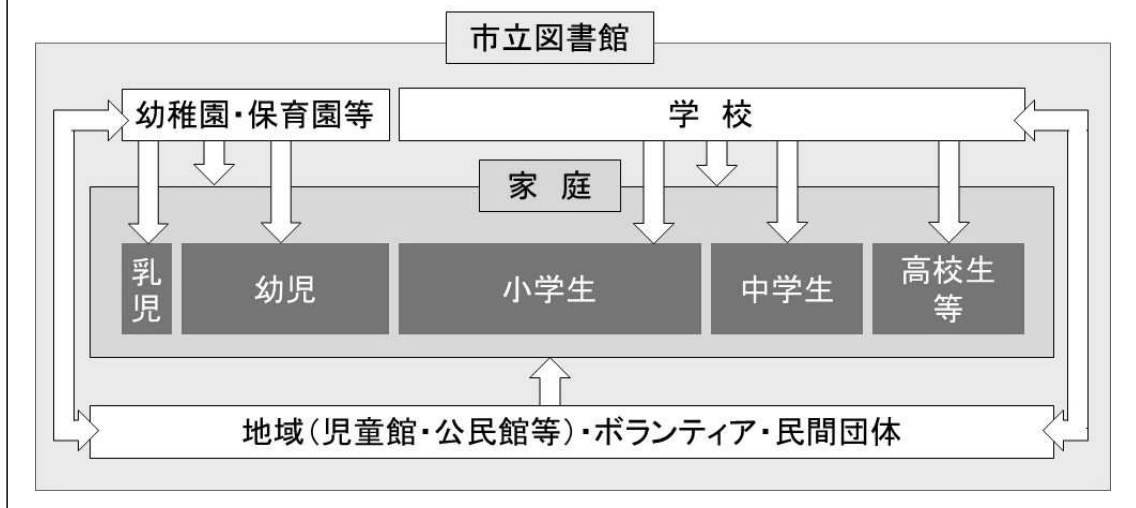 市立図書館
幼稚園・保育園等
学 校
家 庭
乳
児
幼児
小学生
中学生
高校生
等
地域(児童館・公民館等)・ボランティア・民間団体